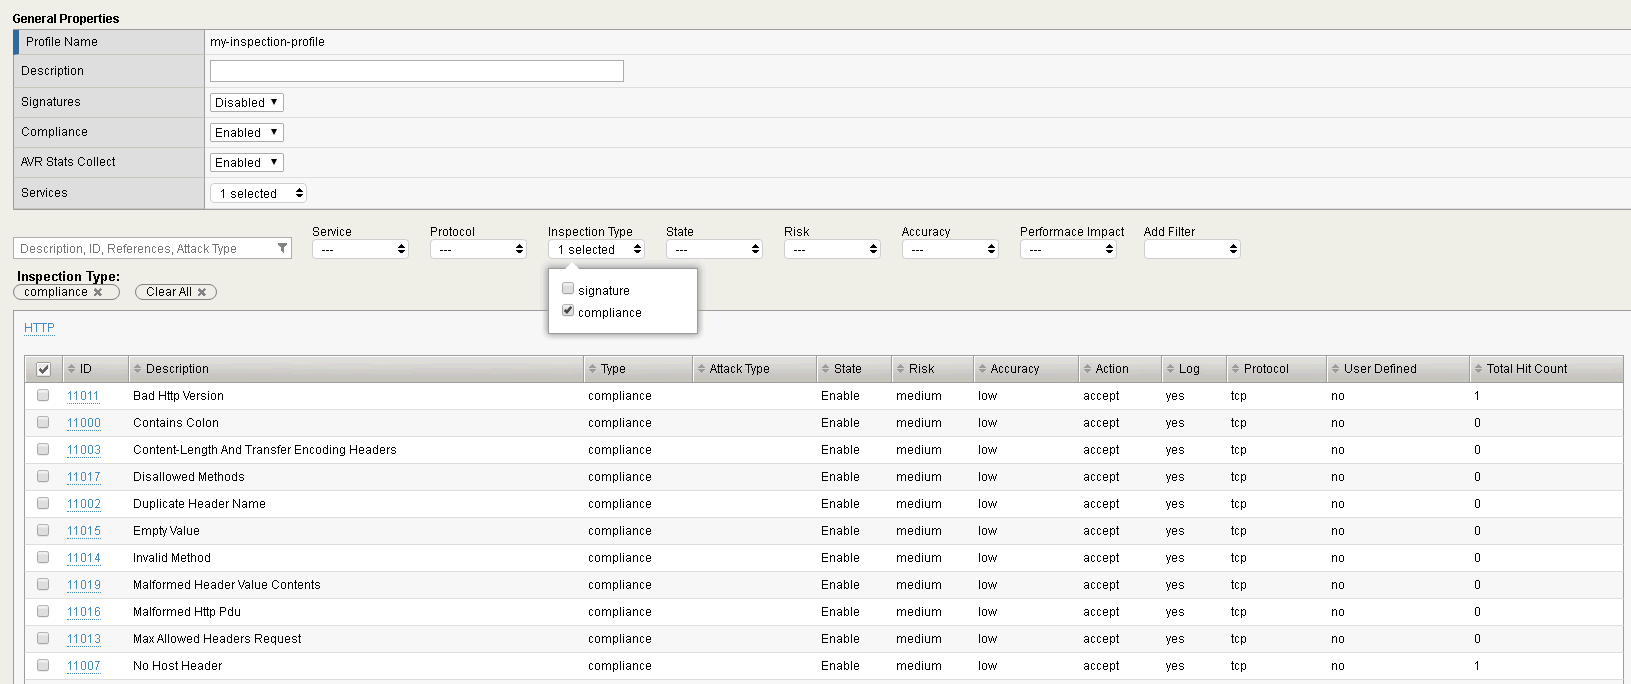 General Properties
Profile Name my-inspection-profile
Description
Signatures Disabled
Compliance Enabled
AVR Stats Collect Enabled
Services 1 selected
Service Protocol Inspection Type State Risk Accuracy Performace Impact Add Filter
Description, ID, References, Attack Type --- --- 1 selected --- --- --- ---
Inspection Type:
compliance Clear All
signature
compliance
HTTP
ID Description Type Attack Type State Risk Accuracy Action Log Protocol User Defined Total Hit Count
11011 Bad Http Version compliance Enable medium low accept yes tcp no 1
11000 Contains Colon compliance Enable medium low accept yes tcp no 0
11003 Content-Length And Transfer Encoding Headers compliance Enable medium low accept yes tcp no 0
11017 Disallowed Methods compliance Enable medium low accept yes tcp no 0
11002 Duplicate Header Name compliance Enable medium low accept yes tcp no 0
11015 Empty Value compliance Enable medium low accept yes tcp no 0
11014 Invalid Method compliance Enable medium low accept yes tcp no 0
11019 Malformed Header Value Contents compliance Enable medium low accept yes tcp no 0
11016 Malformed Http Pdu compliance Enable medium low accept yes tcp no 0
11013 Max Allowed Headers Request compliance Enable medium low accept yes tcp no 0
11007 No Host Header compliance Enable medium low accept yes tcp no 1